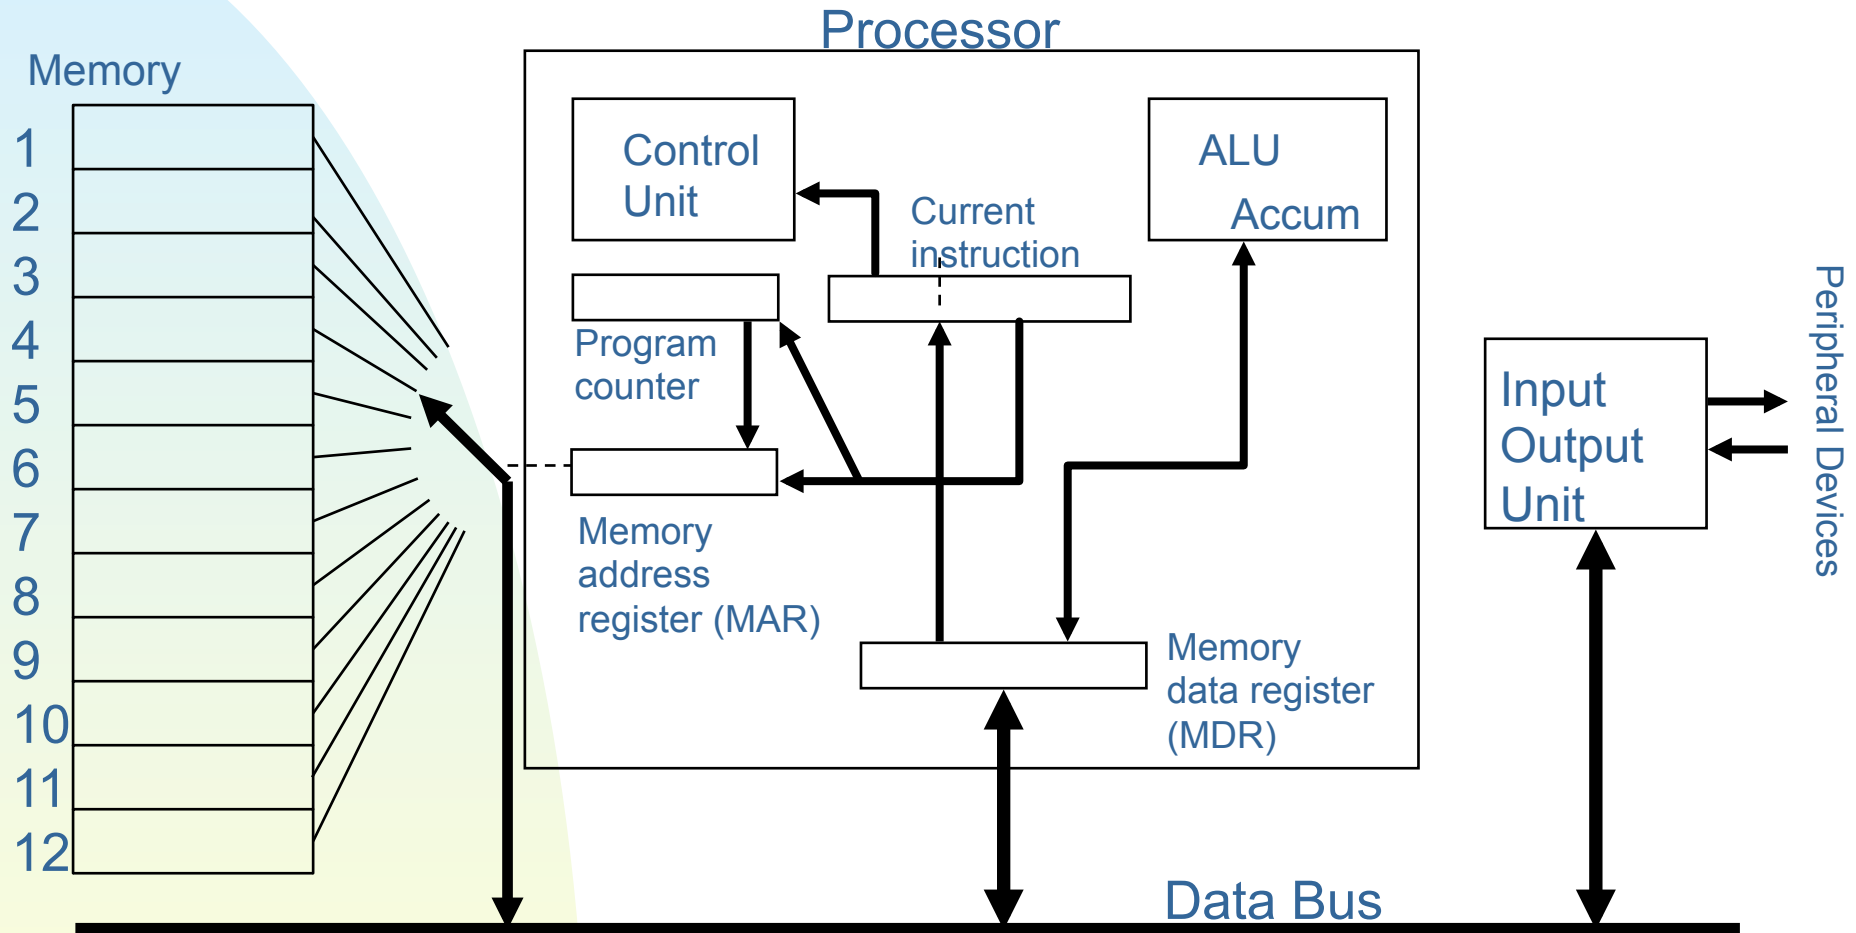 Processor
Memory
1
2
3
4
5
6
7
8
9
10
11
12
Control
Unit
ALU
Accum
Current
instruction
Program
counter
Memory
address
register (MAR)
Memory
data register
(MDR)
Input
Output
Unit
Peripheral Devices
Data Bus